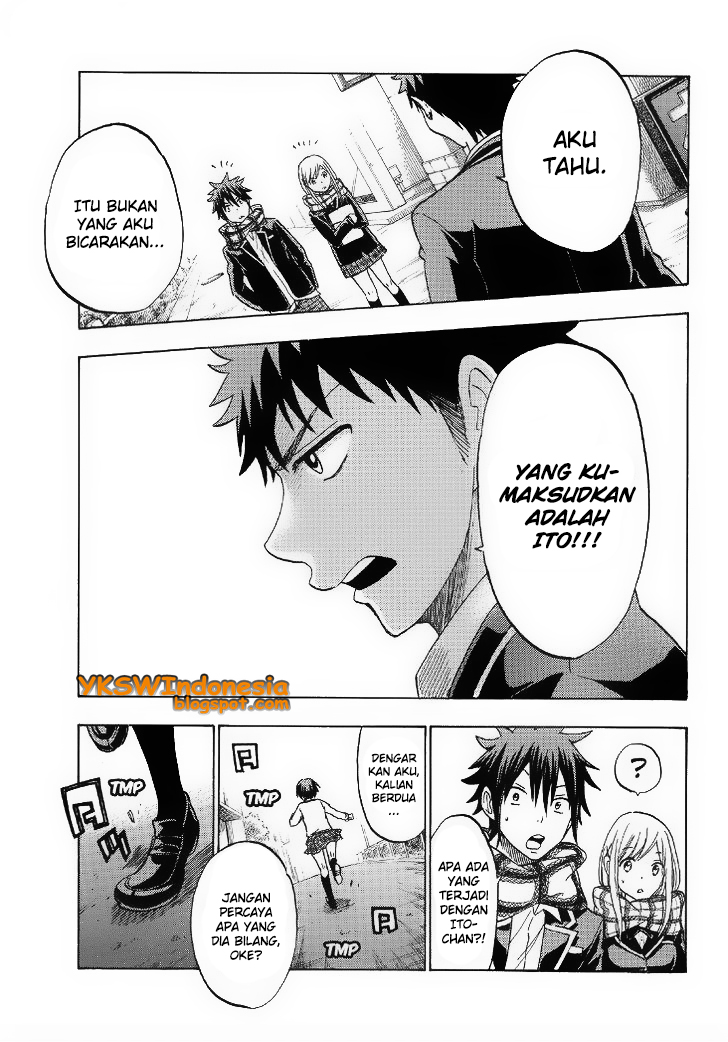 AKU
TAHU.
ITU BUKAN
YANG AKU
BICARAKAN...
YANG KU-
MAKSUDKAN
ADALAH
ITO!!!
YKSWIndonesia
blogspot.com
?
APA ADA
YANG
TERJADI
DENGAN
ITO-
CHAN?!
DENGAR
KAN AKU,
KALIAN
BERDUA
...
TMP
TMP
JANGAN
PERCAYA
APA YANG
DIA BILANG,
OKE?
TMP